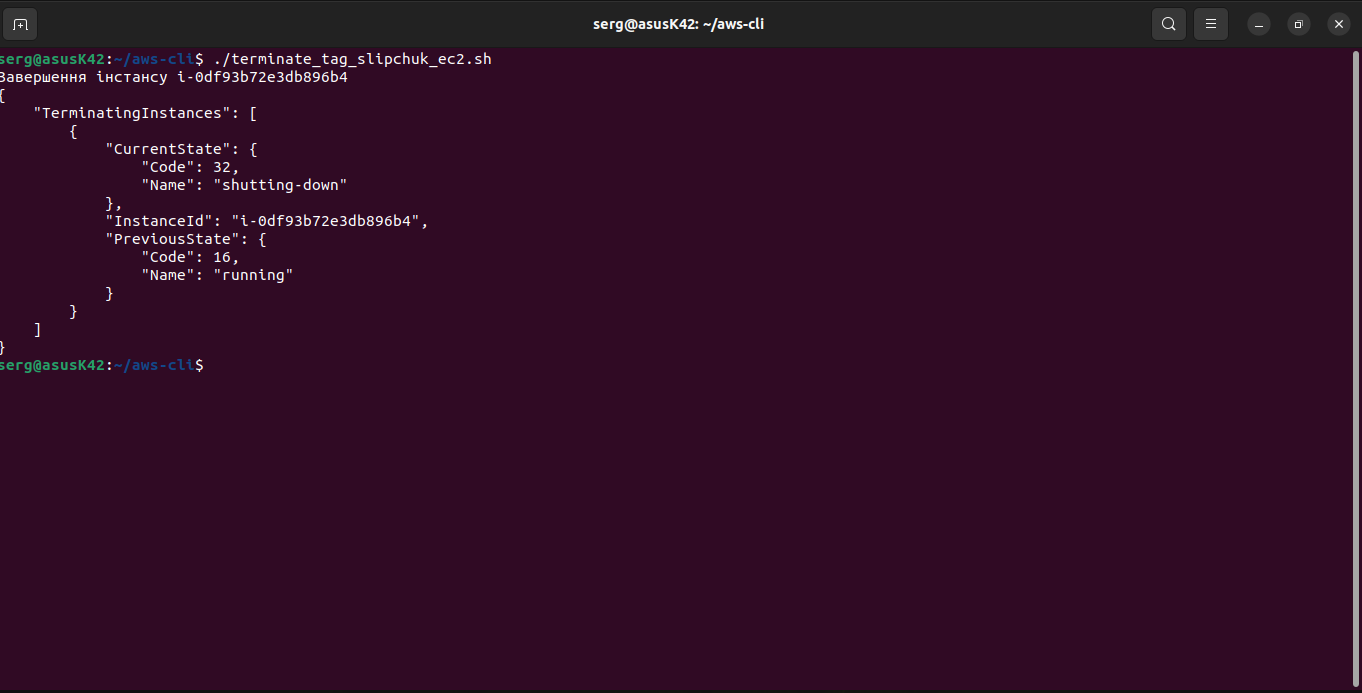 serg@asusK42: ~/aws-cli
serg@asusK42:~/aws-cli$ ./terminate_tag_slipchuk_ec2.sh
Завершення інстансу i-0df93b72e3db896b4
{
    "TerminatingInstances": [
        {
            "CurrentState": {
                "Code": 32,
                "Name": "shutting-down"
            },
            "InstanceId": "i-0df93b72e3db896b4",
            "PreviousState": {
                "Code": 16,
                "Name": "running"
            }
        }
    ]
}
serg@asusK42:~/aws-cli$